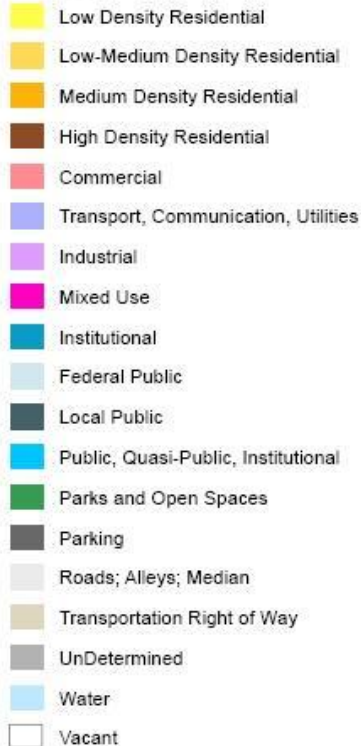 Low Density Residential
Low-Medium Density Residential
Medium Density Residential
High Density Residential
Commercial
Transport, Communication, Utilities
Industrial
Mixed Use
Institutional
Federal Public
Local Public
Public, Quasi-Public, Institutional
Parks and Open Spaces
Parking
Roads; Alleys; Median
Transportation Right of Way
UnDetermined
Water
Vacant